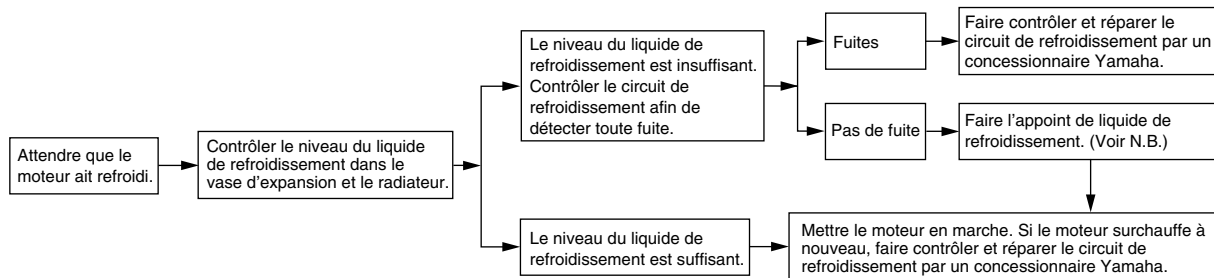 Attendre que le
moteur ait refroidi.
Contrôler le niveau du liquide
de refroidissement dans le
vase d’expansion et le radiateur.
Le niveau du liquide de
refroidissement est insuffisant.
Contrôler le circuit de
refroidissement afin de
détecter toute fuite.
Fuites
Faire contrôler et réparer le
circuit de refroidissement par un
concessionnaire Yamaha.
Pas de fuite
Faire l’appoint de liquide de
refroidissement. (Voir N.B.)
Le niveau du liquide de
refroidissement est suffisant.
Mettre le moteur en marche. Si le moteur surchauffe à
nouveau, faire contrôler et réparer le circuit de
refroidissement par un concessionnaire Yamaha.